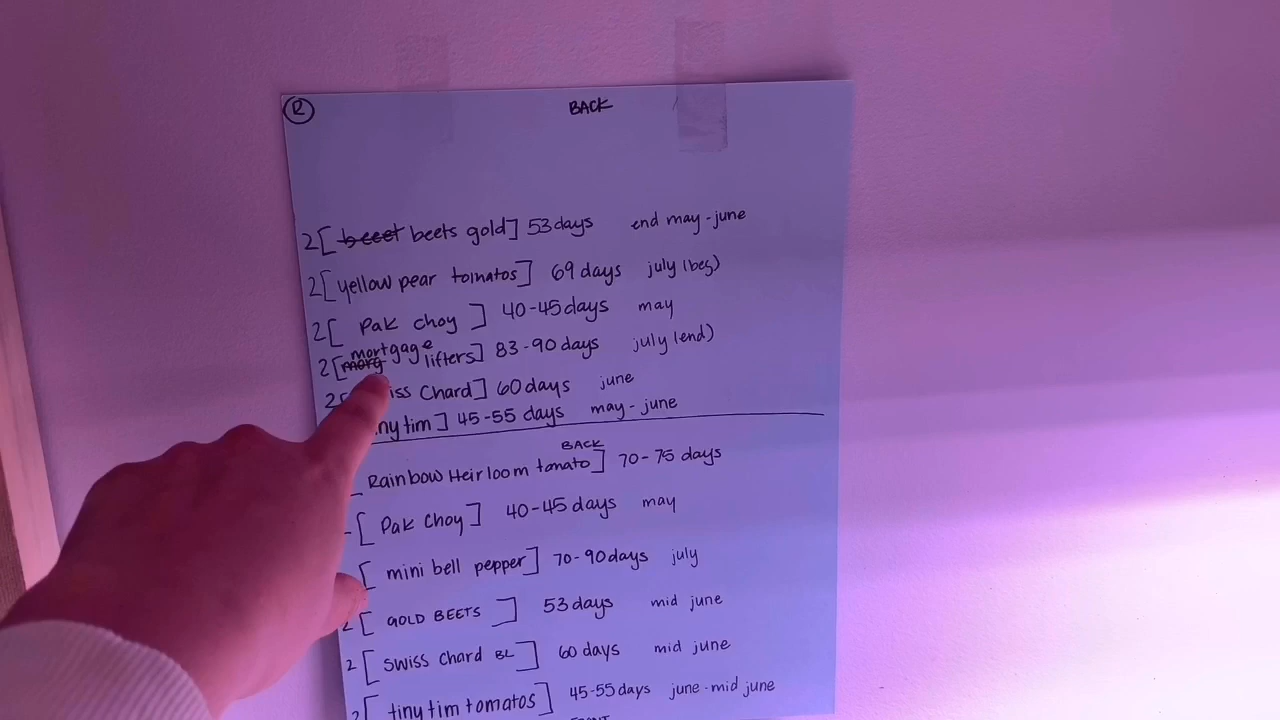 R BACK
2[ beeet beets gold] 53 days end may-june
2[yellow pear tomatos] 69 days july (beg)
2[ Pak choy ] 40-45 days may
2[morg mortgage lifters] 83-90 days july (end)
2[ iss Chard] 60 days june
ny tim] 45-55 days may-june
BACK
Rainbow Heirloom tomato] 70-75 days
[Pak Choy] 40-45 days may
[ mini bell pepper] 70-90 days july
2[ GOLD BEETS ] 53 days mid june
2[ swiss chard BL ] 60 days mid june
2[ tiny tim tomatos] 45-55 days june-mid june